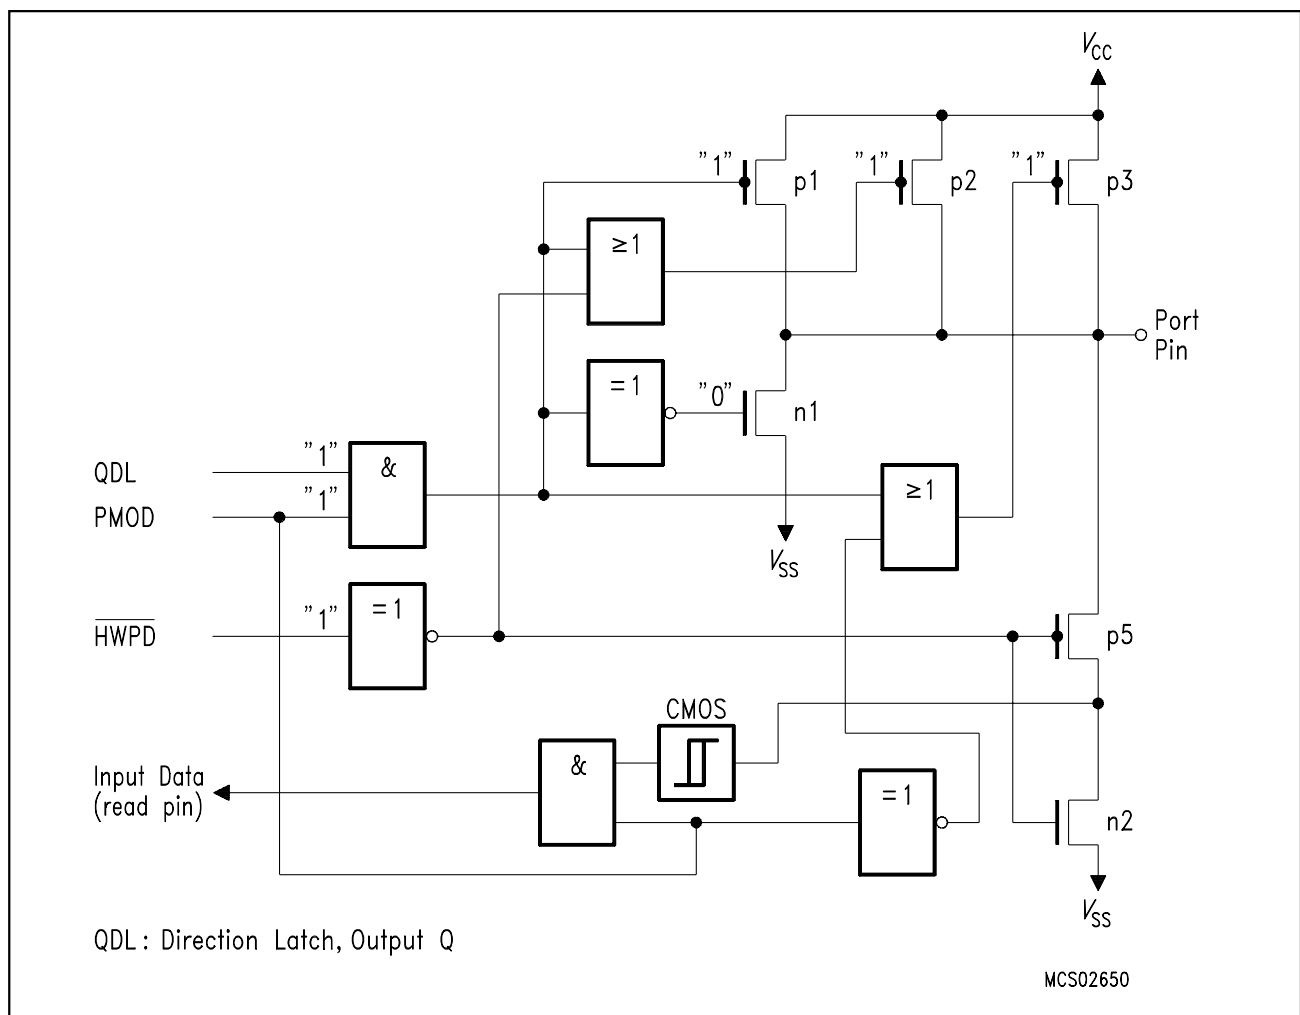 VCC
"1" p1 "1" p2 "1" p3
≥1
Port
Pin
=1 "0" n1
QDL "1" & ≥1
PMOD "1"
VSS
HWPD "1" =1 p5
CMOS
Input Data
(read pin) & =1 n2
VSS
QDL: Direction Latch, Output Q
MCS02650